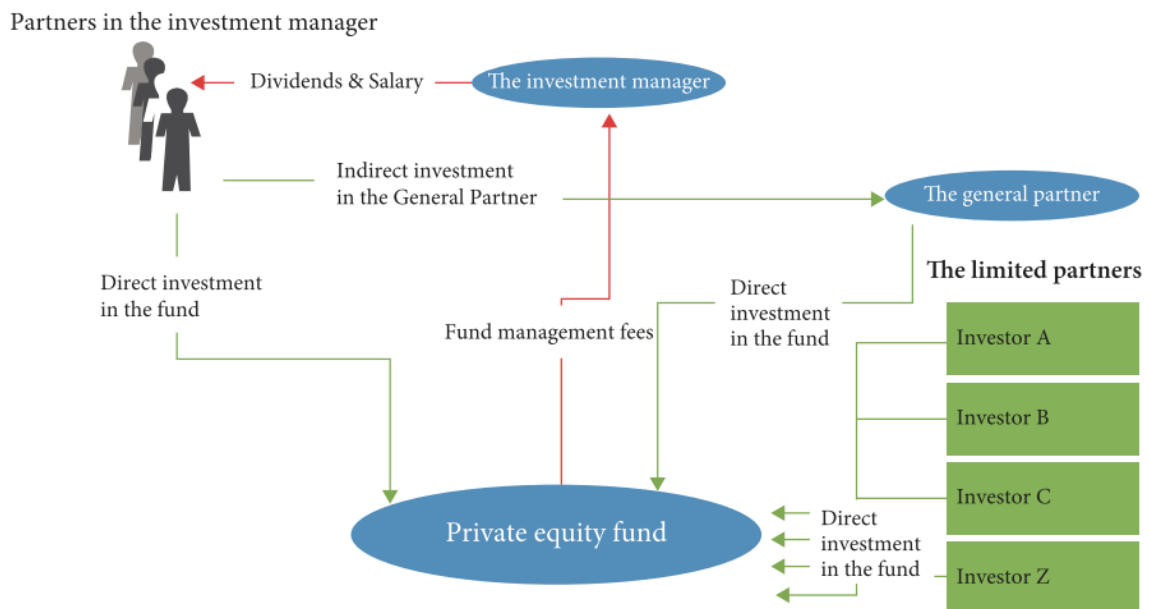 Partners in the investment manager
Dividends & Salary
The investment manager
Indirect investment
in the General Partner
The general partner
Direct investment
in the fund
Fund management fees
Direct
investment
in the fund
The limited partners
Investor A
Investor B
Investor C
Investor Z
Private equity fund
Direct
investment
in the fund